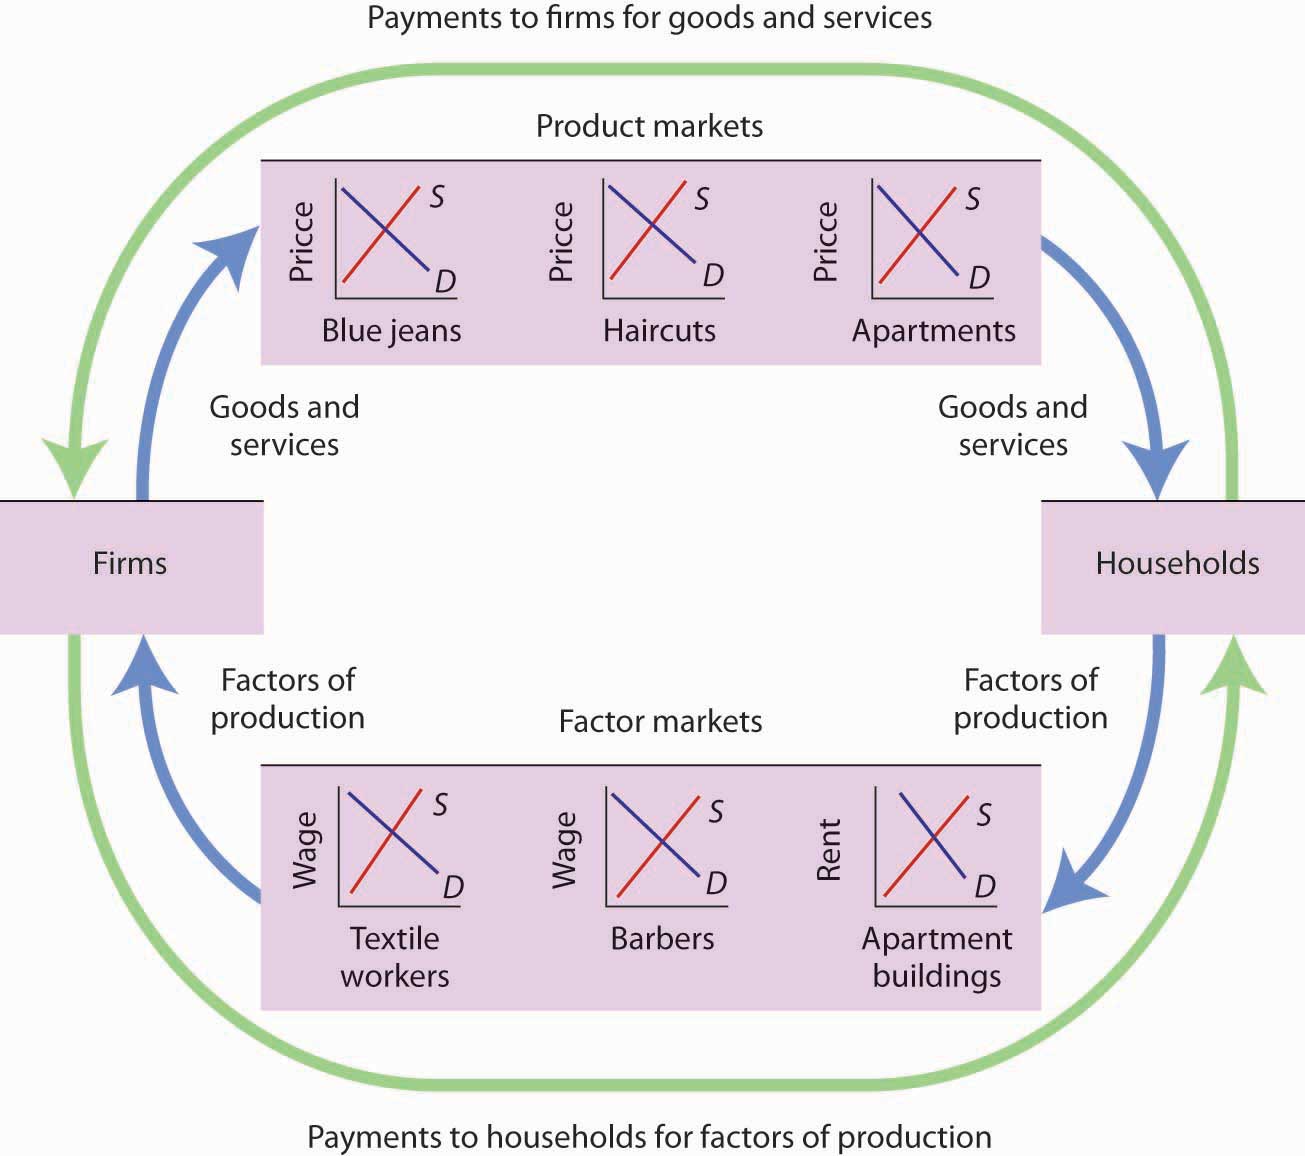 Payments to firms for goods and services
Product markets
Pricce
S
D
Blue jeans
Pricce
S
D
Haircuts
Pricce
S
D
Apartments
Goods and
services
Goods and
services
Firms
Households
Factors of
production
Factors of
production
Factor markets
Wage
S
D
Textile
workers
Wage
S
D
Barbers
Rent
S
D
Apartment
buildings
Payments to households for factors of production